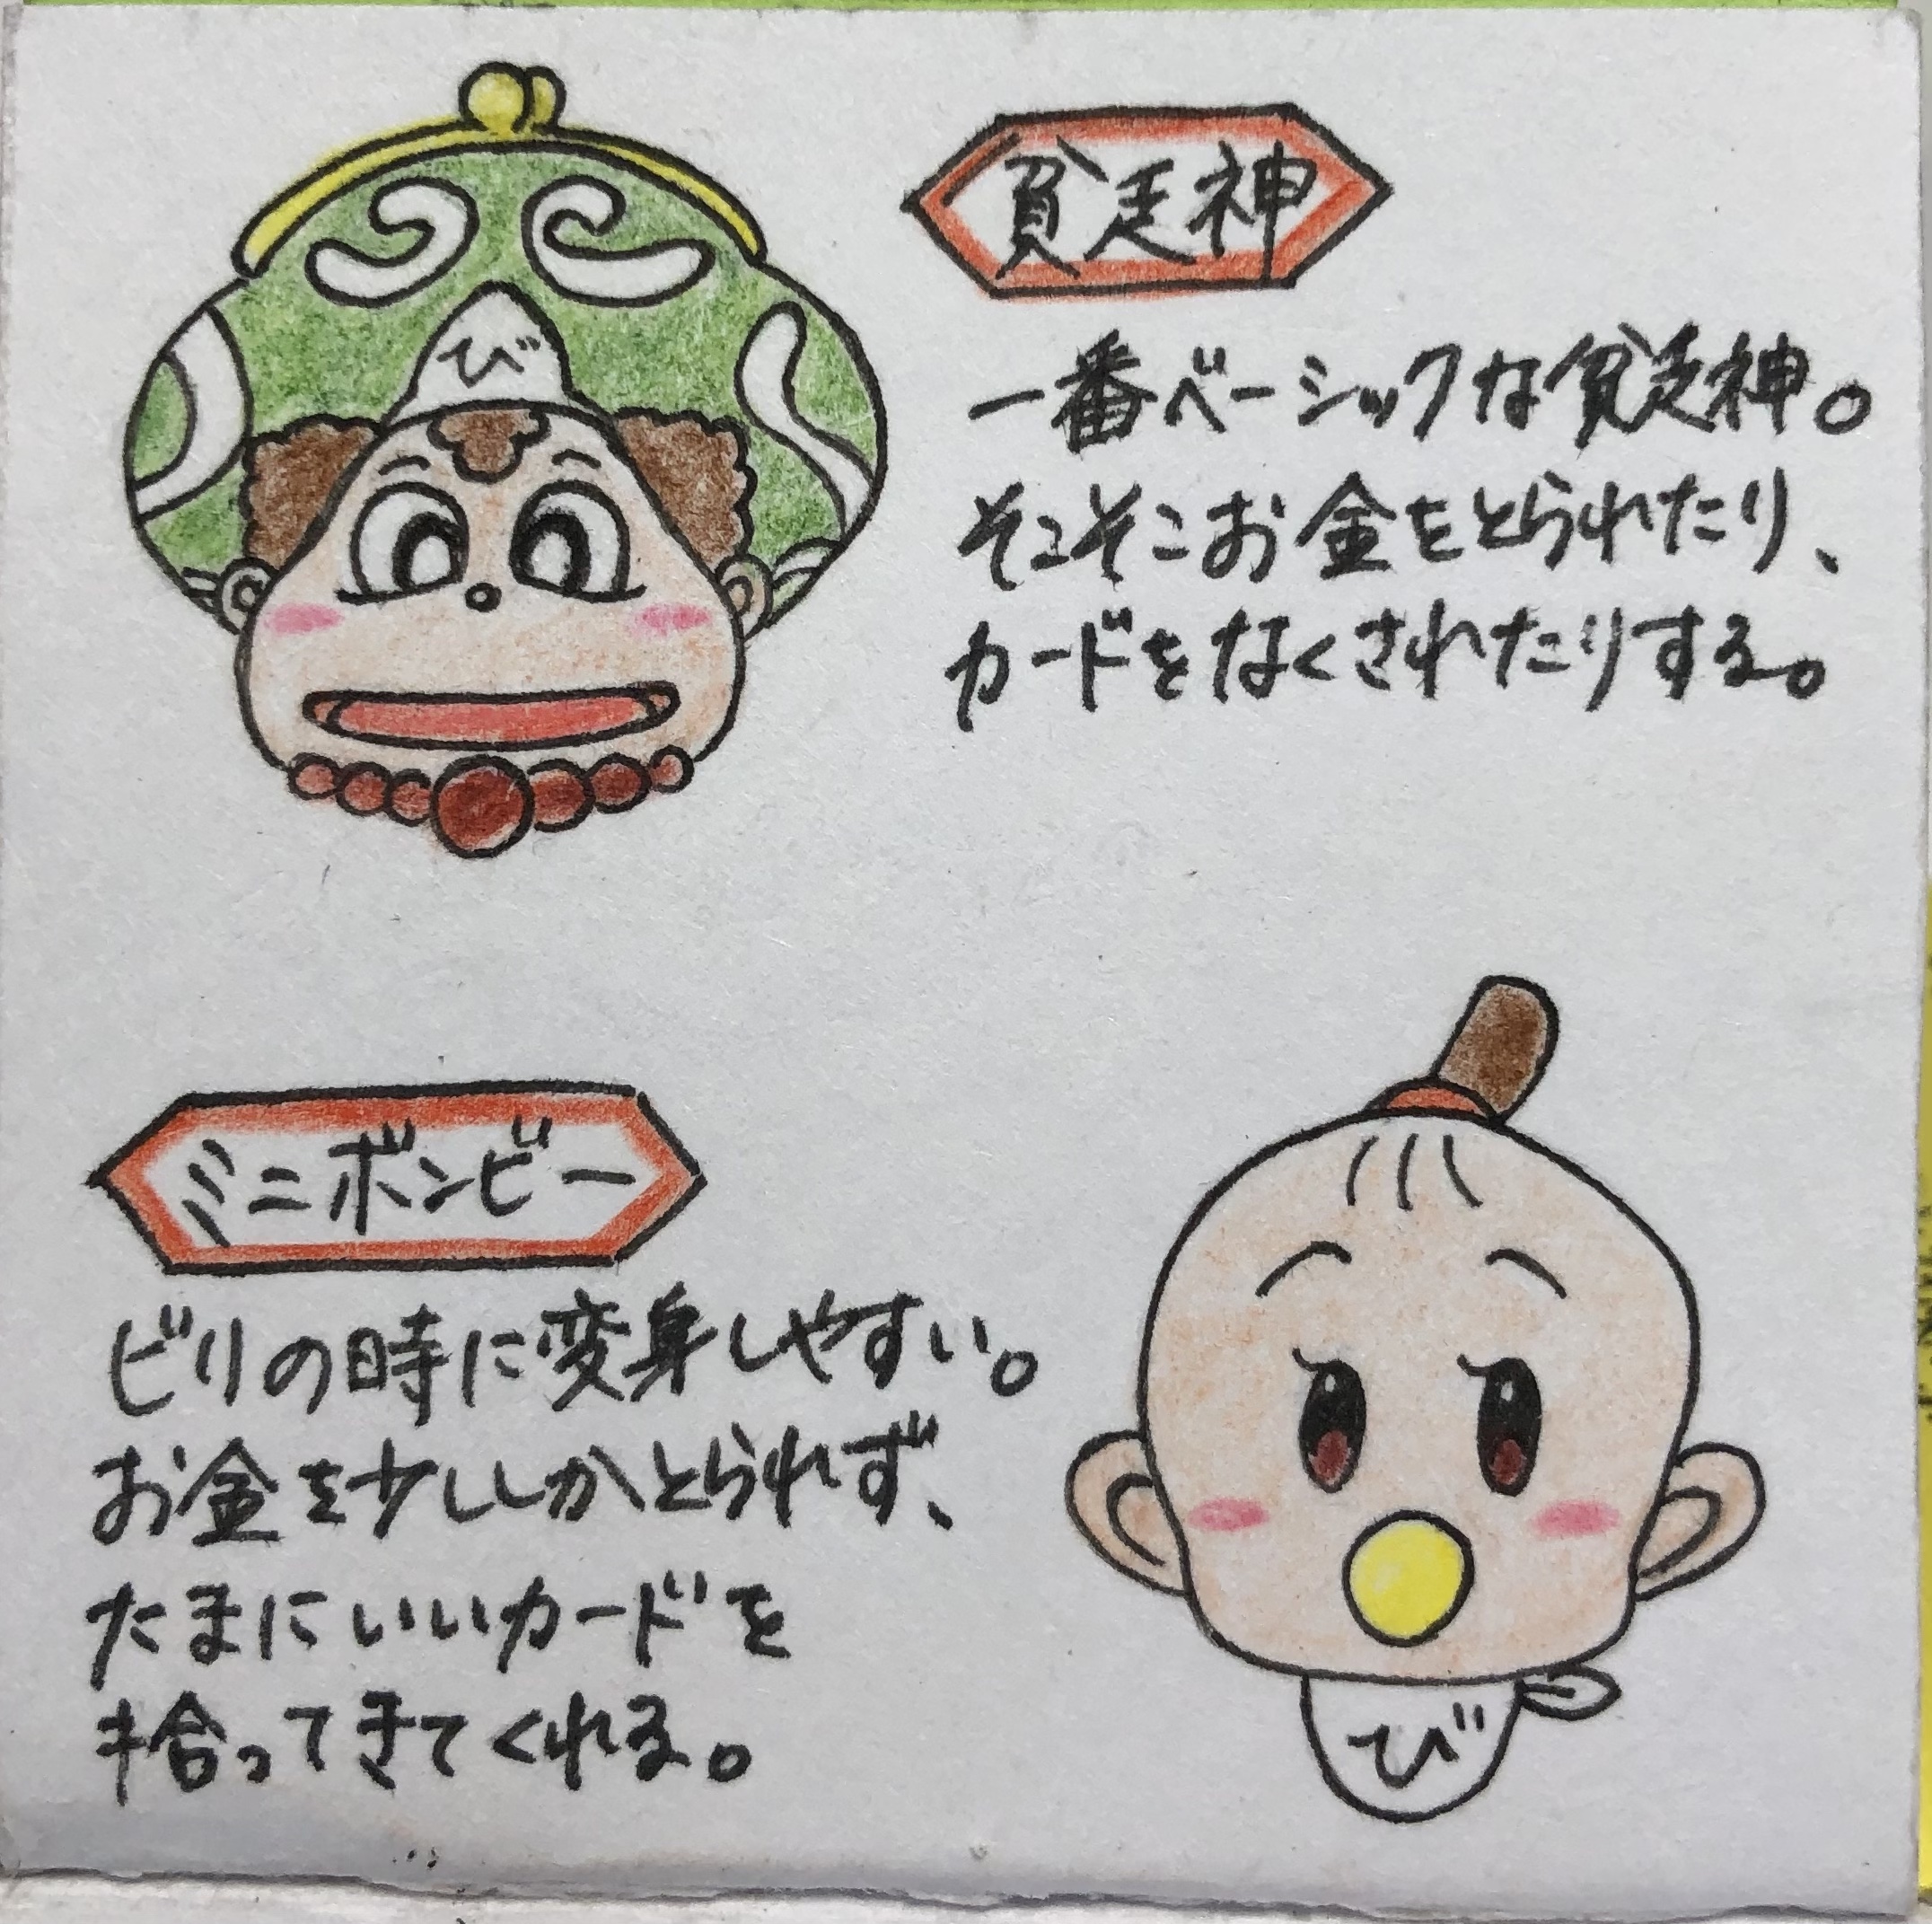 び
貧乏神
一番ベーシックな貧乏神。
そこそこお金をとられたり、
カードをなくされたりする。
ミニボンビー
ビリの時に変身しやすい。
お金を少ししかとられず、
たまにいいカードを
拾ってきてくれる。
び